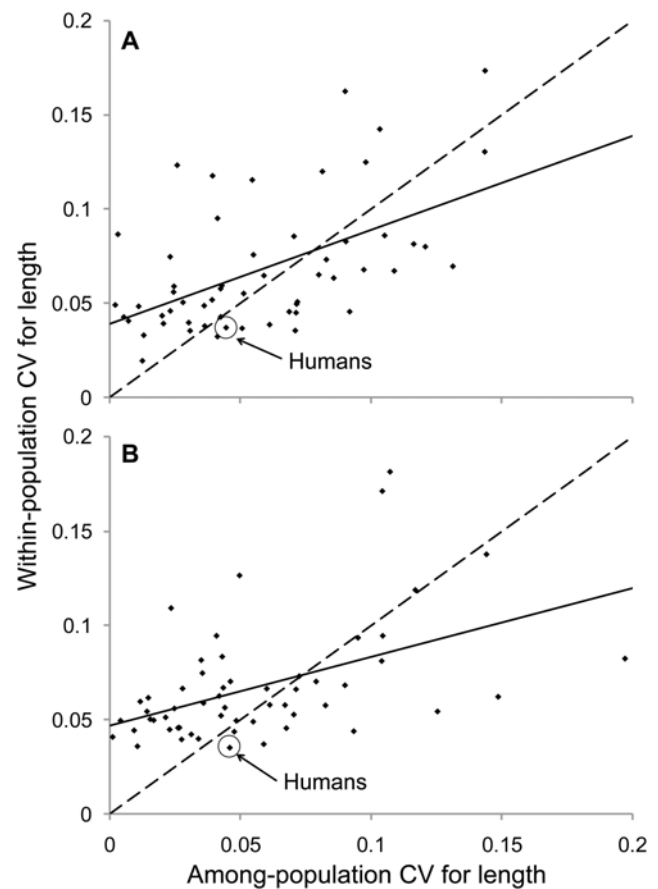 0.2
A
0.15
0.1
0.05
Humans
0
0.2
B
0.15
0.1
0.05
Humans
0
0 0.05 0.1 0.15 0.2
Within-population CV for length
Among-population CV for length